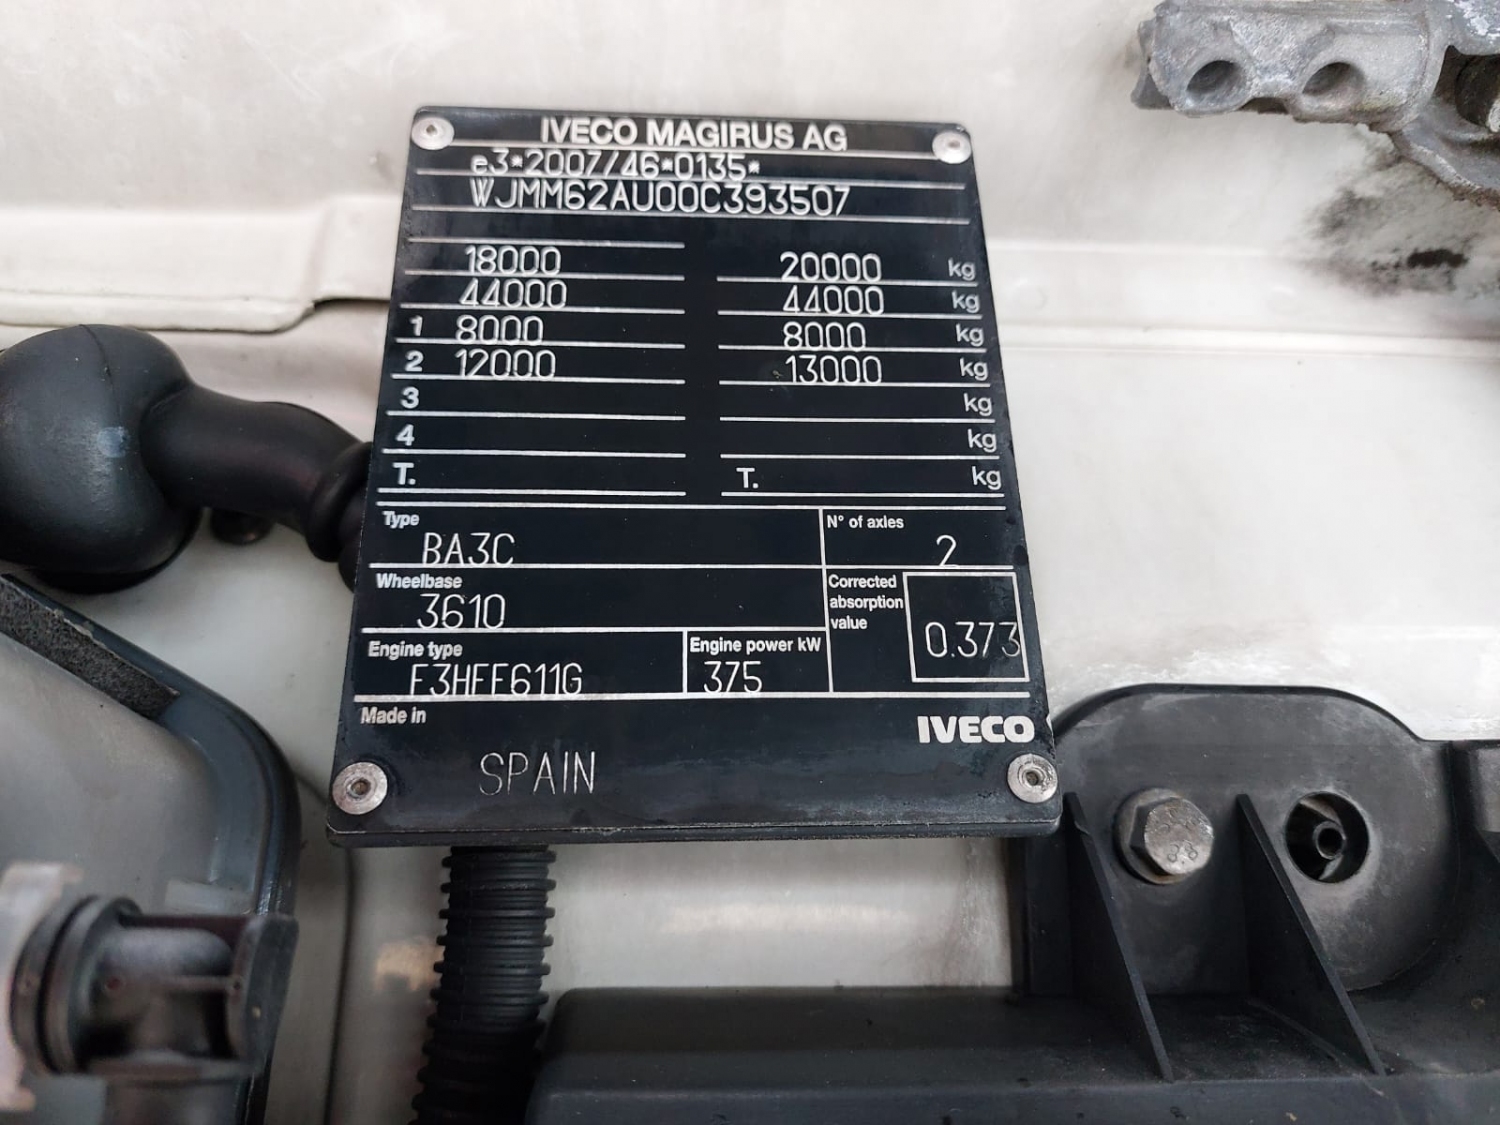 IVECO MAGIRUS AG
e3*2007/46*0135*
WJMM62AU00C393507
18000 20000 kg
44000 44000 kg
1 8000 8000 kg
2 12000 13000 kg
3 kg
4 kg
T. T. kg
Type N° of axles
BA3C 2
Wheelbase Corrected absorption value
3610 0.373
Engine type Engine power kW
F3HFE611G 375
Made in IVECO
SPAIN
8.8